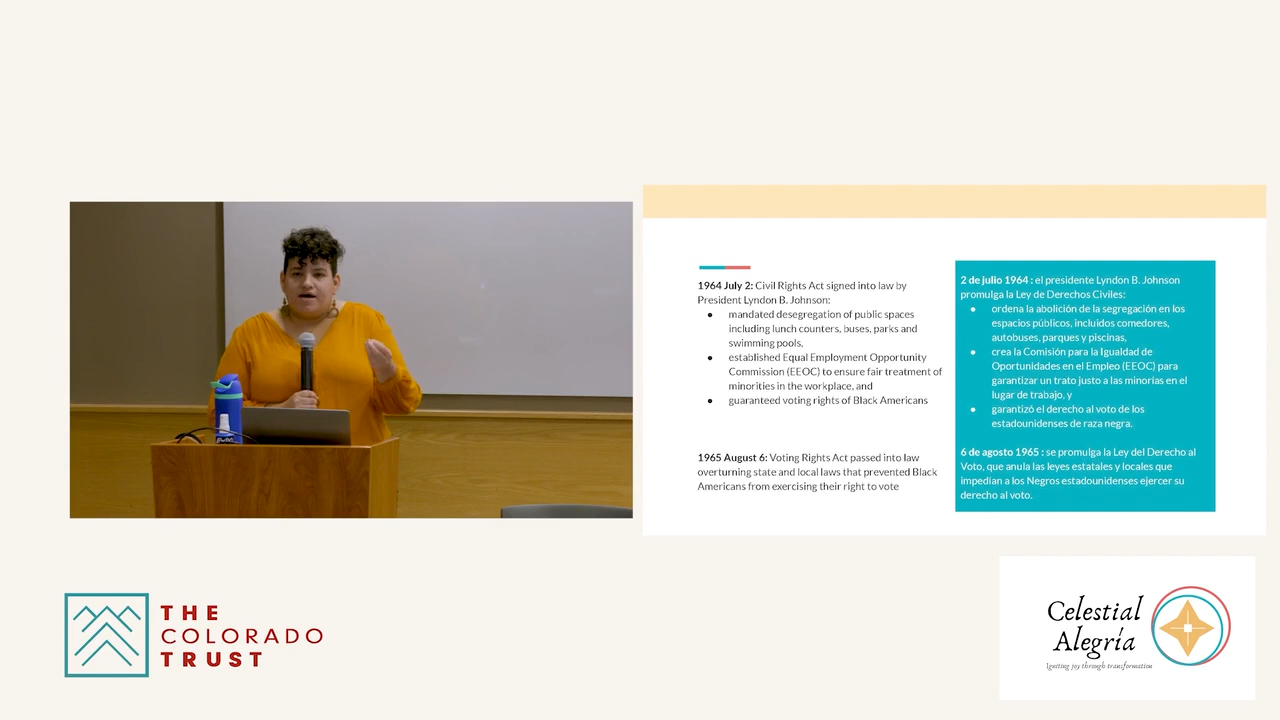 1964 July 2: Civil Rights Act signed into law by
President Lyndon B. Johnson:
● mandated desegregation of public spaces
including lunch counters, buses, parks and
swimming pools,
● established Equal Employment Opportunity
Commission (EEOC) to ensure fair treatment of
minorities in the workplace, and
● guaranteed voting rights of Black Americans
1965 August 6: Voting Rights Act passed into law
overturning state and local laws that prevented Black
Americans from exercising their right to vote
2 de julio 1964 : el presidente Lyndon B. Johnson
promulga la Ley de Derechos Civiles:
● ordena la abolición de la segregación en los
espacios públicos, incluidos comedores,
autobuses, parques y piscinas,
● crea la Comisión para la Igualdad de
Oportunidades en el Empleo (EEOC) para
garantizar un trato justo a las minorías en el
lugar de trabajo, y
● garantizó el derecho al voto de los
estadounidenses de raza negra.
6 de agosto 1965 : se promulga la Ley del Derecho al
Voto, que anula las leyes estatales y locales que
impedían a los Negros estadounidenses ejercer su
derecho al voto.
THE
COLORADO
TRUST
Celestial
Alegría
Igniting joy through transformation